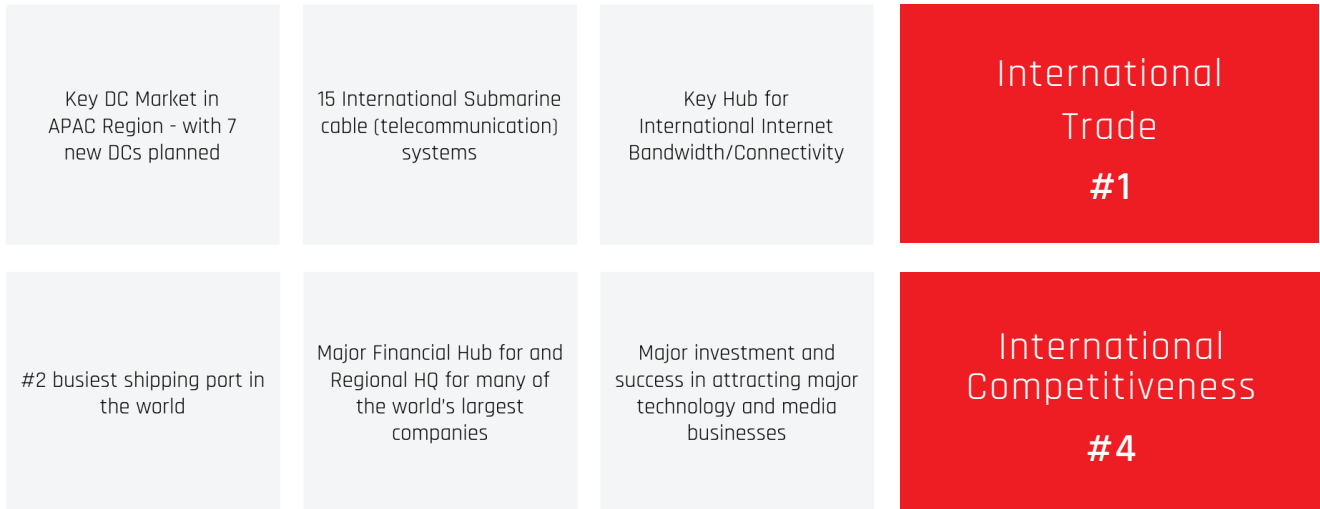 Key DC Market in
APAC Region - with 7
new DCs planned
15 International Submarine
cable (telecommunication)
systems
Key Hub for
International Internet
Bandwidth/Connectivity
International
Trade
#1
#2 busiest shipping port in
the world
Major Financial Hub for and
Regional HQ for many of
the world's largest
companies
Major investment and
success in attracting major
technology and media
businesses
International
Competitiveness
#4